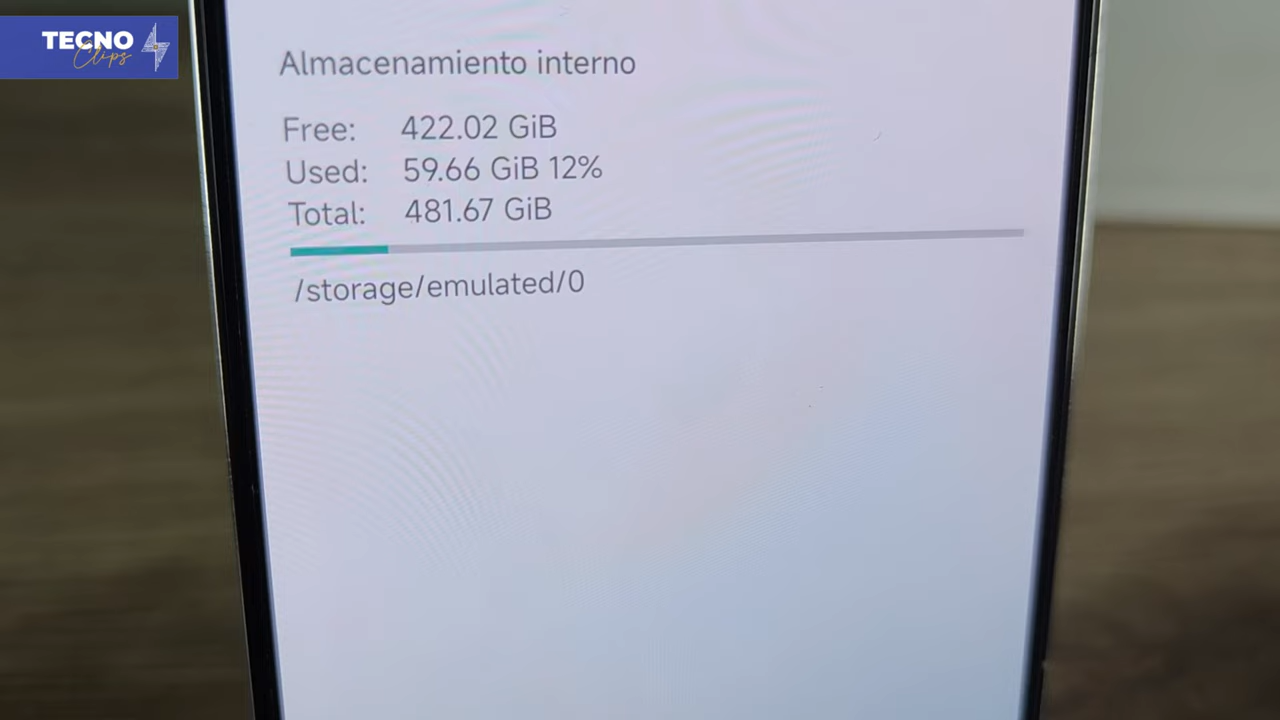 TECNO
Clips
Almacenamiento interno
Free: 422.02 GiB
Used: 59.66 GiB 12%
Total: 481.67 GiB
/storage/emulated/0